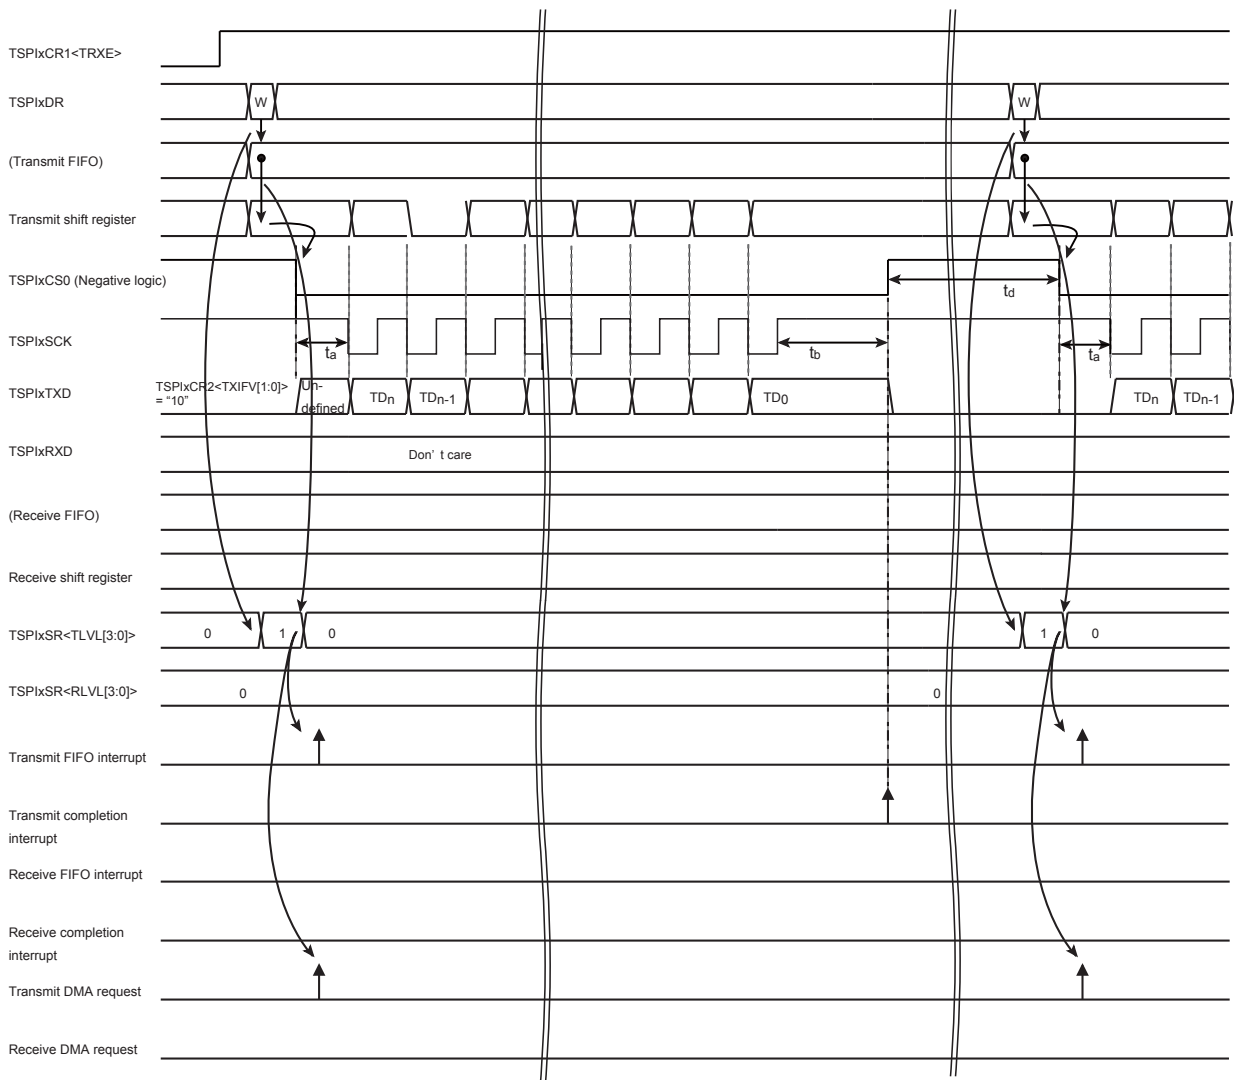 TSPIxCR1<TRXE>
TSPIxDR
W
W
(Transmit FIFO)
Transmit shift register
TSPIxCS0 (Negative logic)
td
TSPIxSCK
ta
tb
ta
TSPIxTXD
TSPIxCR2<TXIFV[1:0]>
= “10”
Un-
defined
TDn
TDn-1
TD0
TDn
TDn-1
TSPIxRXD
Don’ t care
(Receive FIFO)
Receive shift register
TSPIxSR<TLVL[3:0]>
0
1
0
1
0
TSPIxSR<RLVL[3:0]>
0
0
Transmit FIFO interrupt
Transmit completion
interrupt
Receive FIFO interrupt
Receive completion
interrupt
Transmit DMA request
Receive DMA request